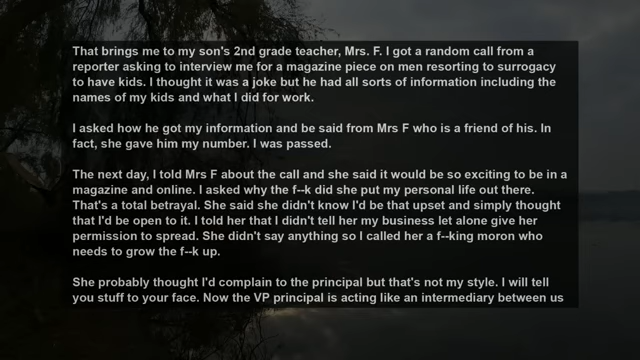 That brings me to my son's 2nd grade teacher, Mrs. F. I got a random call from a
reporter asking to interview me for a magazine piece on men resorting to surrogacy
to have kids. I thought it was a joke but he had all sorts of information including the
names of my kids and what I did for work.
I asked how he got my information and be said from Mrs F who is a friend of his. In
fact, she gave him my number. I was passed.
The next day, I told Mrs F about the call and she said it would be so exciting to be in a
magazine and online. I asked why the f--k did she put my personal life out there.
That's a total betrayal. She said she didn't know I'd be that upset and simply thought
that I'd be open to it. I told her that I didn't tell her my business let alone give her
permission to spread. She didn't say anything so I called her a f--king moron who
needs to grow the f--k up.
She probably thought I'd complain to the principal but that's not my style. I will tell
you stuff to your face. Now the VP principal is acting like an intermediary between us